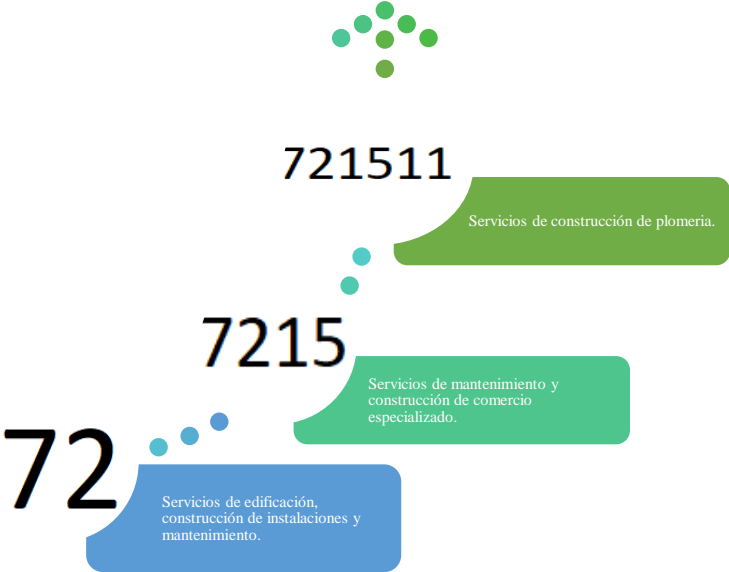 721511
Servicios de construcción de plomeria.
7215
Servicios de mantenimiento y
construcción de comercio
especializado.
72
Servicios de edificación,
construcción de instalaciones y
mantenimiento.